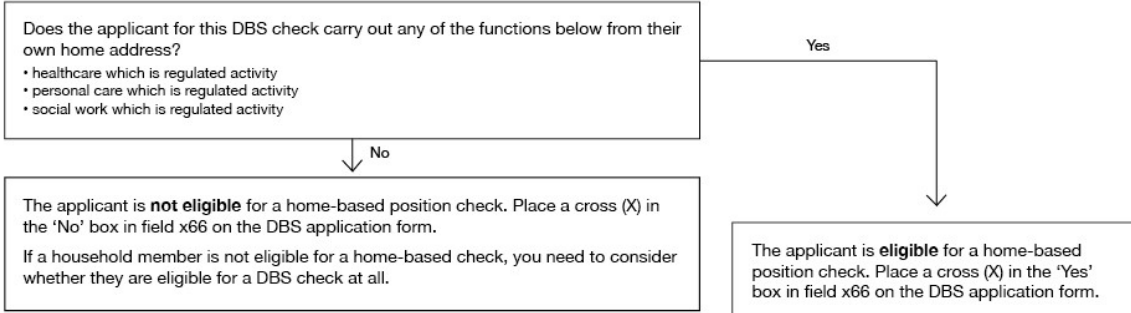 Does the applicant for this DBS check carry out any of the functions below from their
own home address?
• healthcare which is regulated activity
• personal care which is regulated activity
• social work which is regulated activity
Yes
No
The applicant is not eligible for a home-based position check. Place a cross (X) in
the ‘No’ box in field x66 on the DBS application form.
If a household member is not eligible for a home-based check, you need to consider
whether they are eligible for a DBS check at all.
The applicant is eligible for a home-based
position check. Place a cross (X) in the ‘Yes’
box in field x66 on the DBS application form.